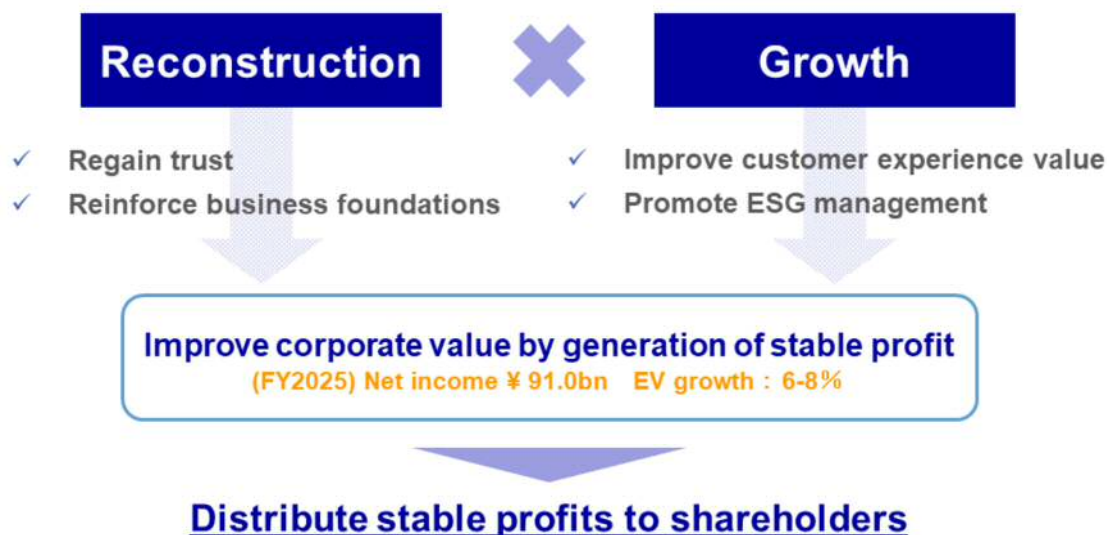 Reconstruction
Growth
✓ Regain trust
✓ Reinforce business foundations
✓ Improve customer experience value
✓ Promote ESG management
Improve corporate value by generation of stable profit
(FY2025) Net income ¥ 91.0bn EV growth : 6-8%
Distribute stable profits to shareholders